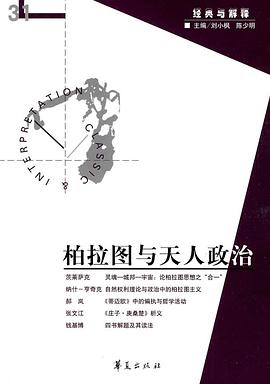 31
经典与解释
主编/刘小枫 陈少明
CLASSIC & INTERPRETATION
柏拉图与天人政治
茨莱萨克 灵魂—城邦—宇宙:论柏拉图思想之“合一”
纳什-亨奇克 自然权利理论与政治中的柏拉图主义
郝岚 《蒂迈欧》中的偏执与哲学活动
张文江 《庄子·庚桑楚》析义
钱基博 四书解题及其读法
华夏出版社